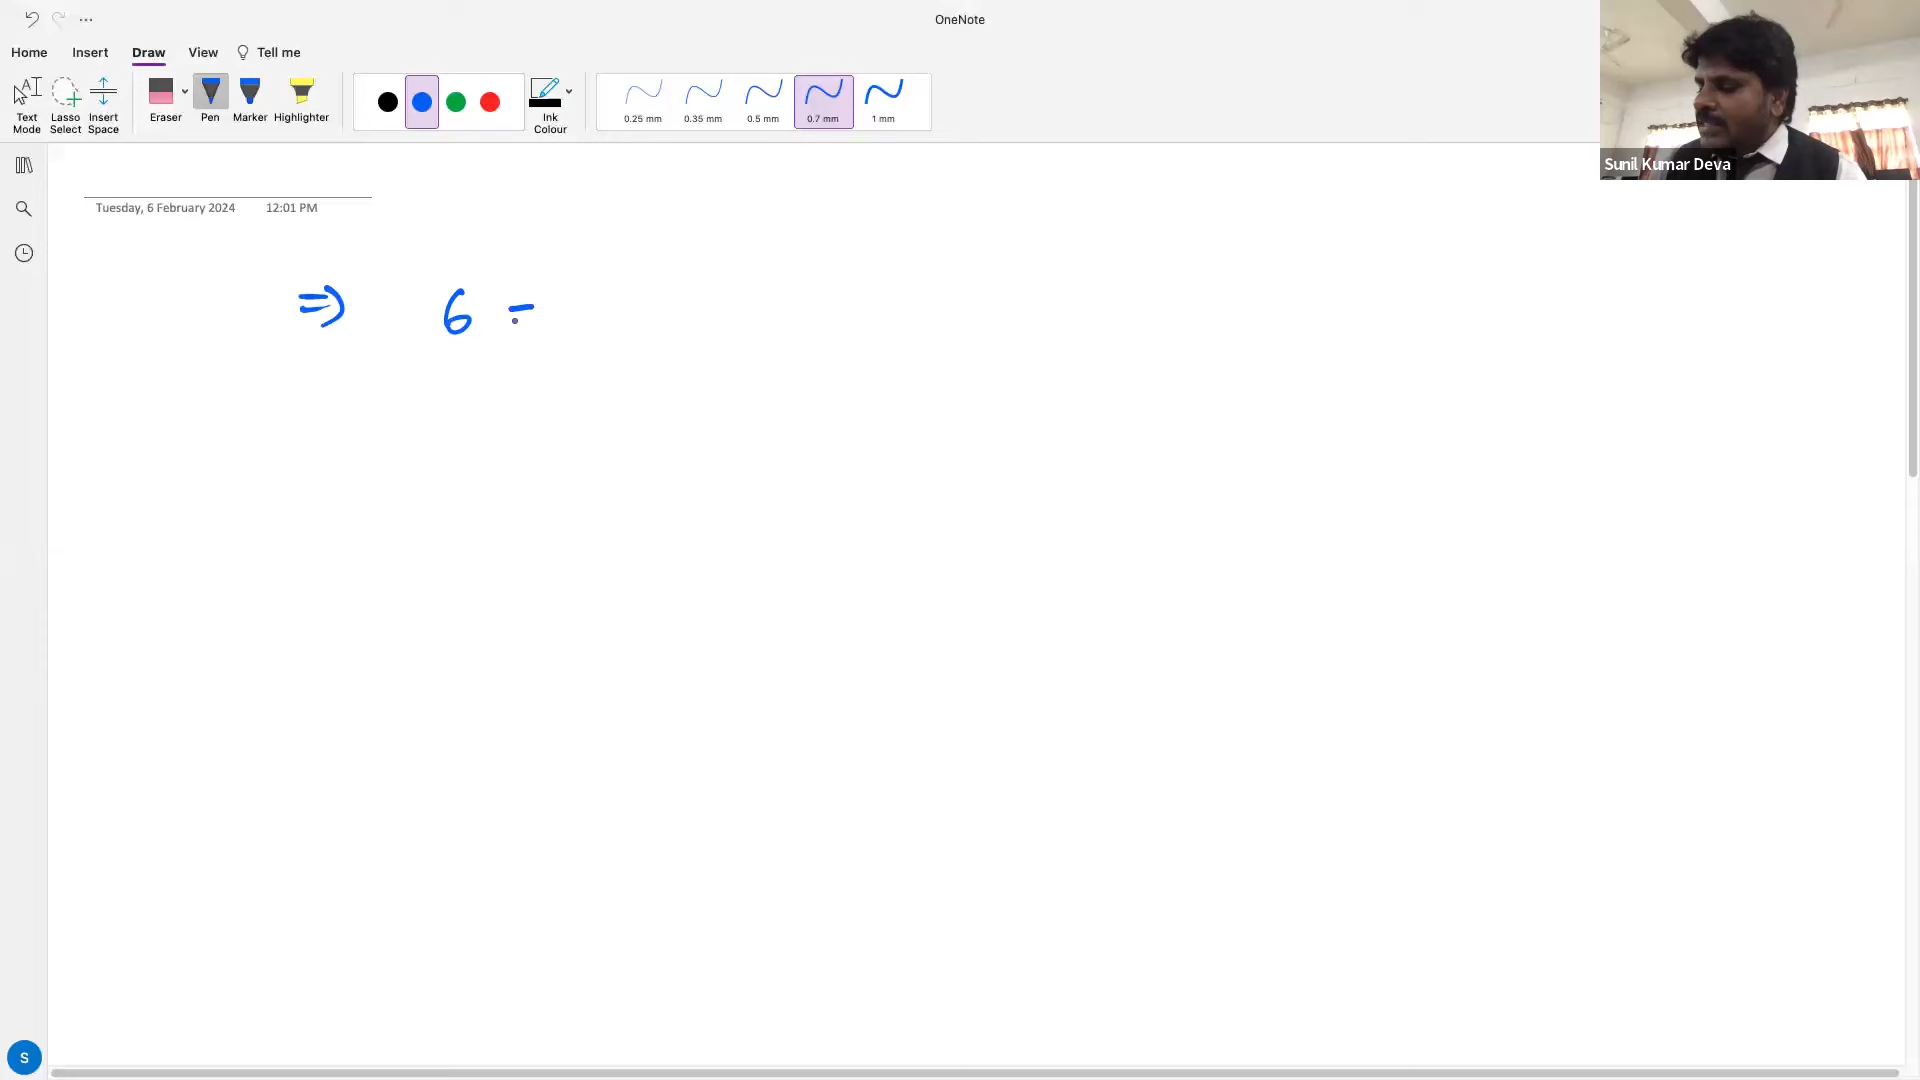 OneNote
Home Insert Draw View Tell me
Text Mode Lasso Select Insert Space Eraser Pen Marker Highlighter Ink Colour 0.25 mm 0.35 mm 0.5 mm 0.7 mm 1 mm
Sunil Kumar Deva
Tuesday, 6 February 2024 12:01 PM
⇒ 6 -
S